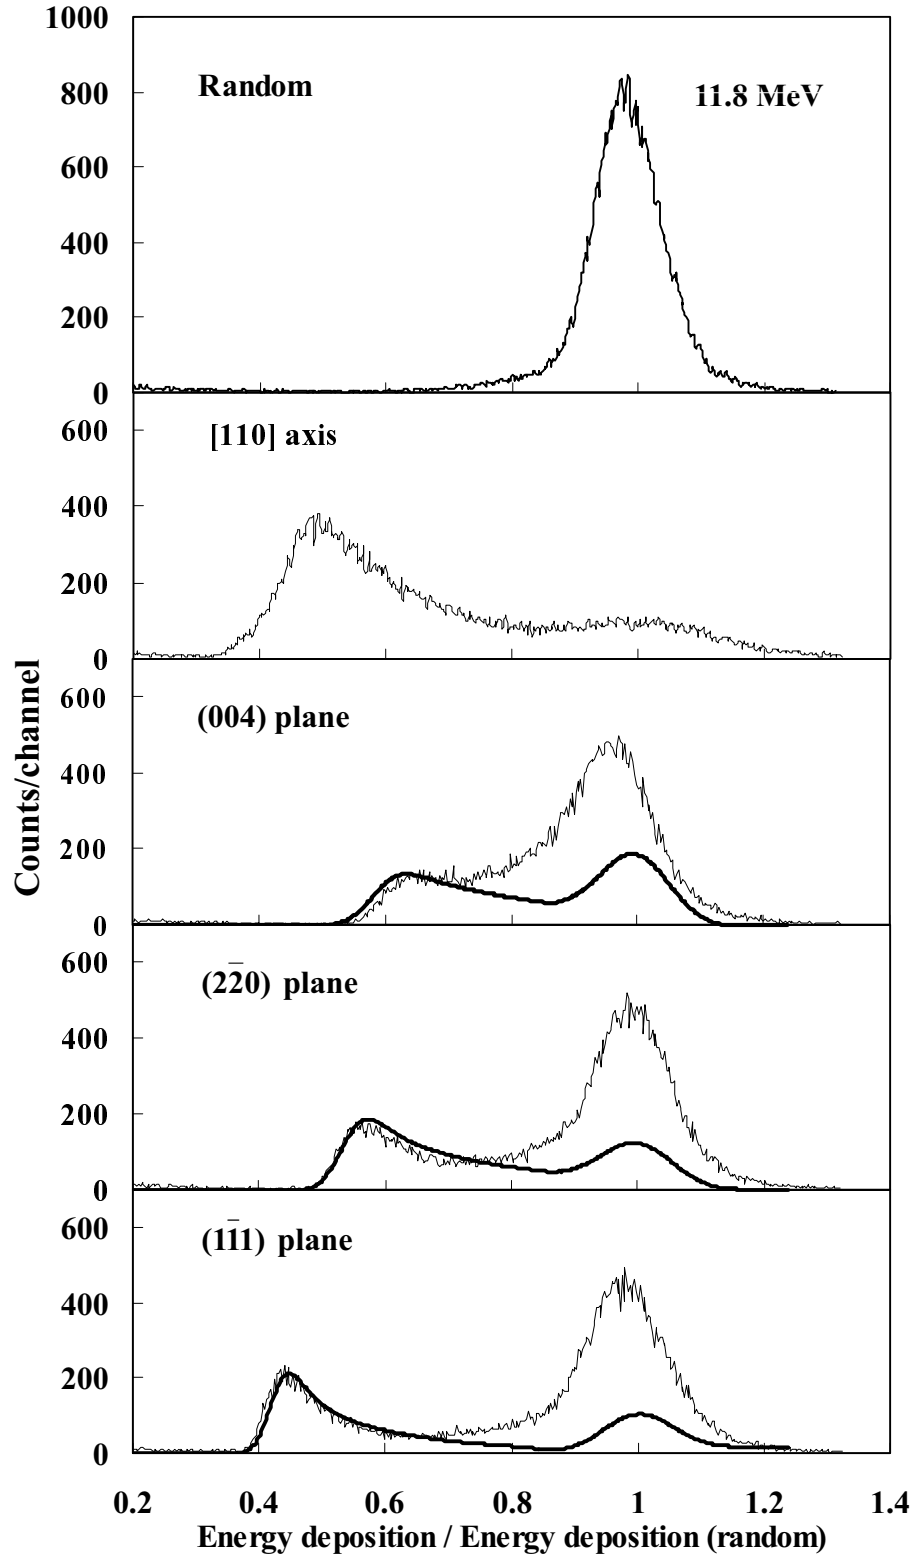 1000
Random
11.8 MeV
800
600
400
200
0
[110] axis
600
400
200
0
Counts/channel
(004) plane
600
400
200
0
(22̅0) plane
600
400
200
0
(11̅1) plane
600
400
200
0
0.2 0.4 0.6 0.8 1 1.2 1.4
Energy deposition / Energy deposition (random)